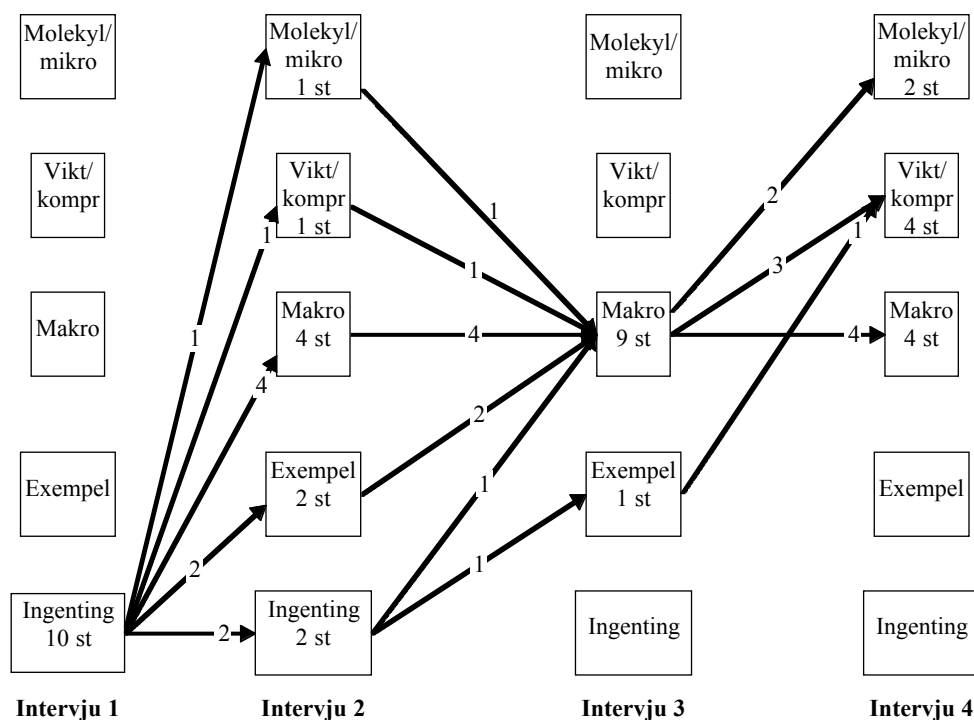 Molekyl/
mikro
Molekyl/
mikro
1 st
Molekyl/
mikro
Molekyl/
mikro
2 st
Vikt/
kompr
Vikt/
kompr
1 st
Vikt/
kompr
Vikt/
kompr
4 st
Makro
Makro
4 st
Makro
9 st
Makro
4 st
Exempel
Exempel
2 st
Exempel
1 st
Exempel
Ingenting
10 st
Ingenting
2 st
Ingenting
Ingenting
1
1
4
2
2
1
1
4
2
1
1
2
3
1
4
Intervju 1
Intervju 2
Intervju 3
Intervju 4